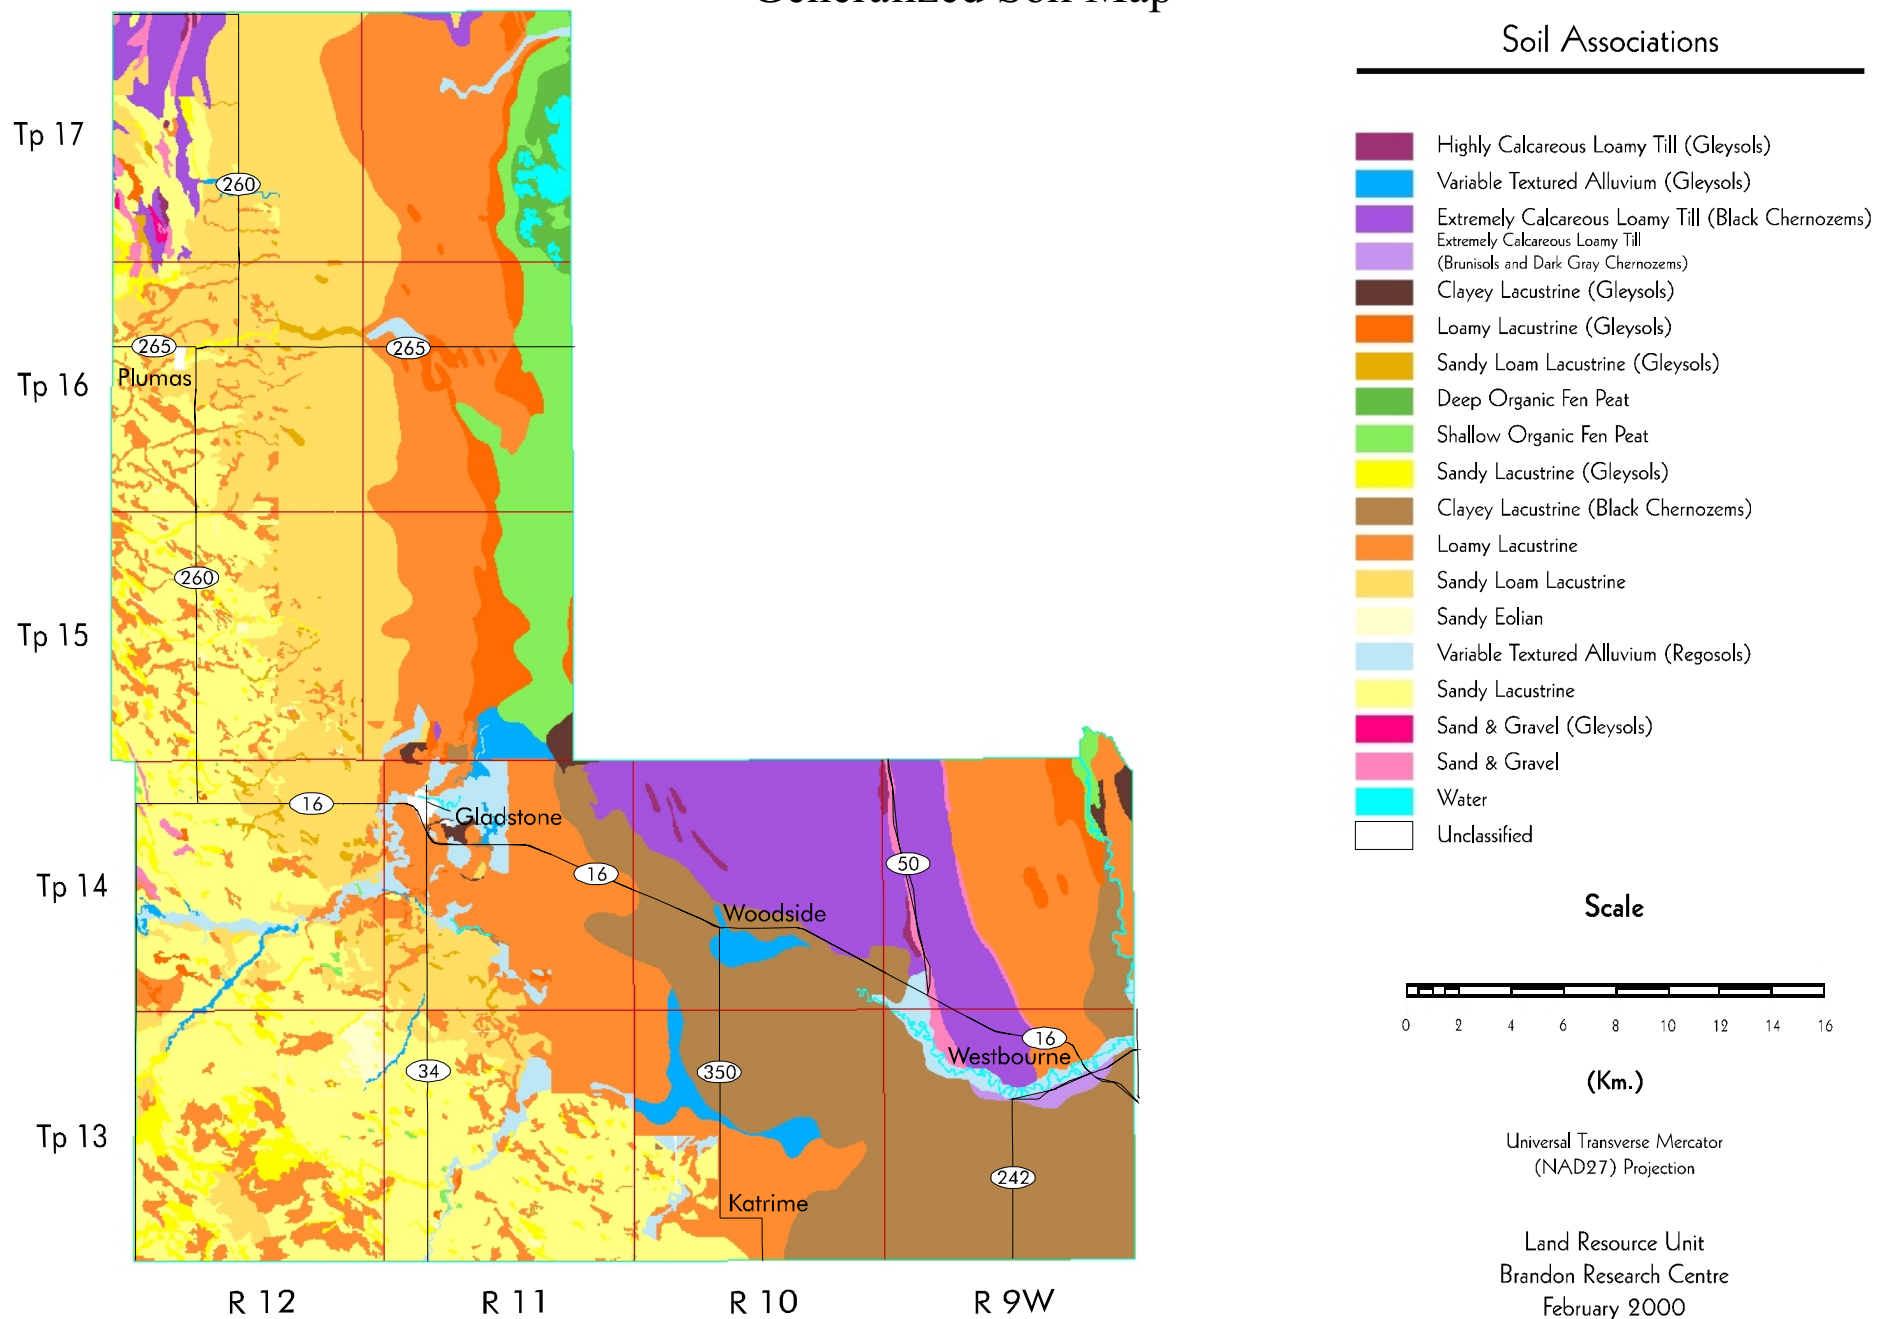 Generalized Soil Map
Soil Associations
Highly Calcareous Loamy Till (Gleysols)
Variable Textured Alluvium (Gleysols)
Extremely Calcareous Loamy Till (Black Chernozems)
Extremely Calcareous Loamy Till
(Brunisols and Dark Gray Chernozems)
Clayey Lacustrine (Gleysols)
Loamy Lacustrine (Gleysols)
Sandy Loam Lacustrine (Gleysols)
Deep Organic Fen Peat
Shallow Organic Fen Peat
Sandy Lacustrine (Gleysols)
Clayey Lacustrine (Black Chernozems)
Loamy Lacustrine
Sandy Loam Lacustrine
Sandy Eolian
Variable Textured Alluvium (Regosols)
Sandy Lacustrine
Sand & Gravel (Gleysols)
Sand & Gravel
Water
Unclassified
Scale
0 2 4 6 8 10 12 14 16
(Km.)
Universal Transverse Mercator
(NAD27) Projection
Land Resource Unit
Brandon Research Centre
February 2000
Tp 17
260
265
265
Plumas
Tp 16
260
Tp 15
16
Gladstone
50
16
Tp 14
Woodside
16
Westbourne
34
350
Tp 13
242
Katrime
R 12
R 11
R 10
R 9W